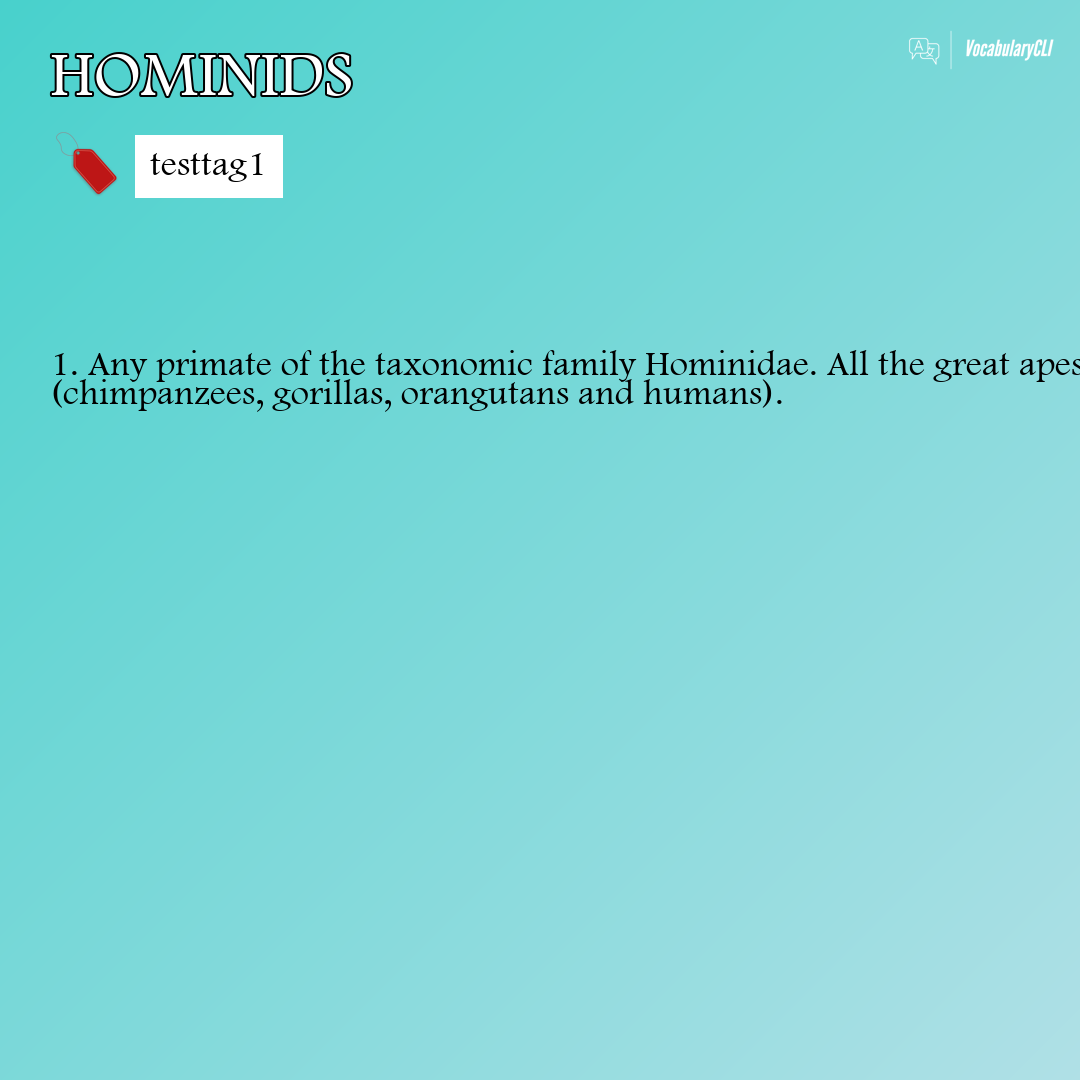 HOMINIDS
VocabularyCLI
testtag1
1. Any primate of the taxonomic family Hominidae. All the great apes
(chimpanzees, gorillas, orangutans and humans).